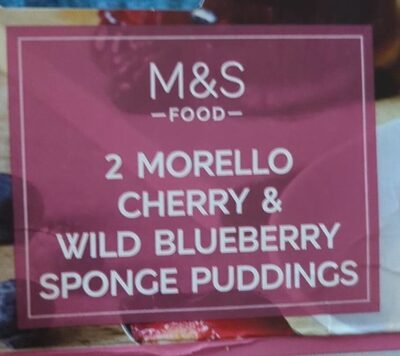 M&S
FOOD
2 MORELLO
CHERRY &
WILD BLUEBERRY
SPONGE PUDDINGS